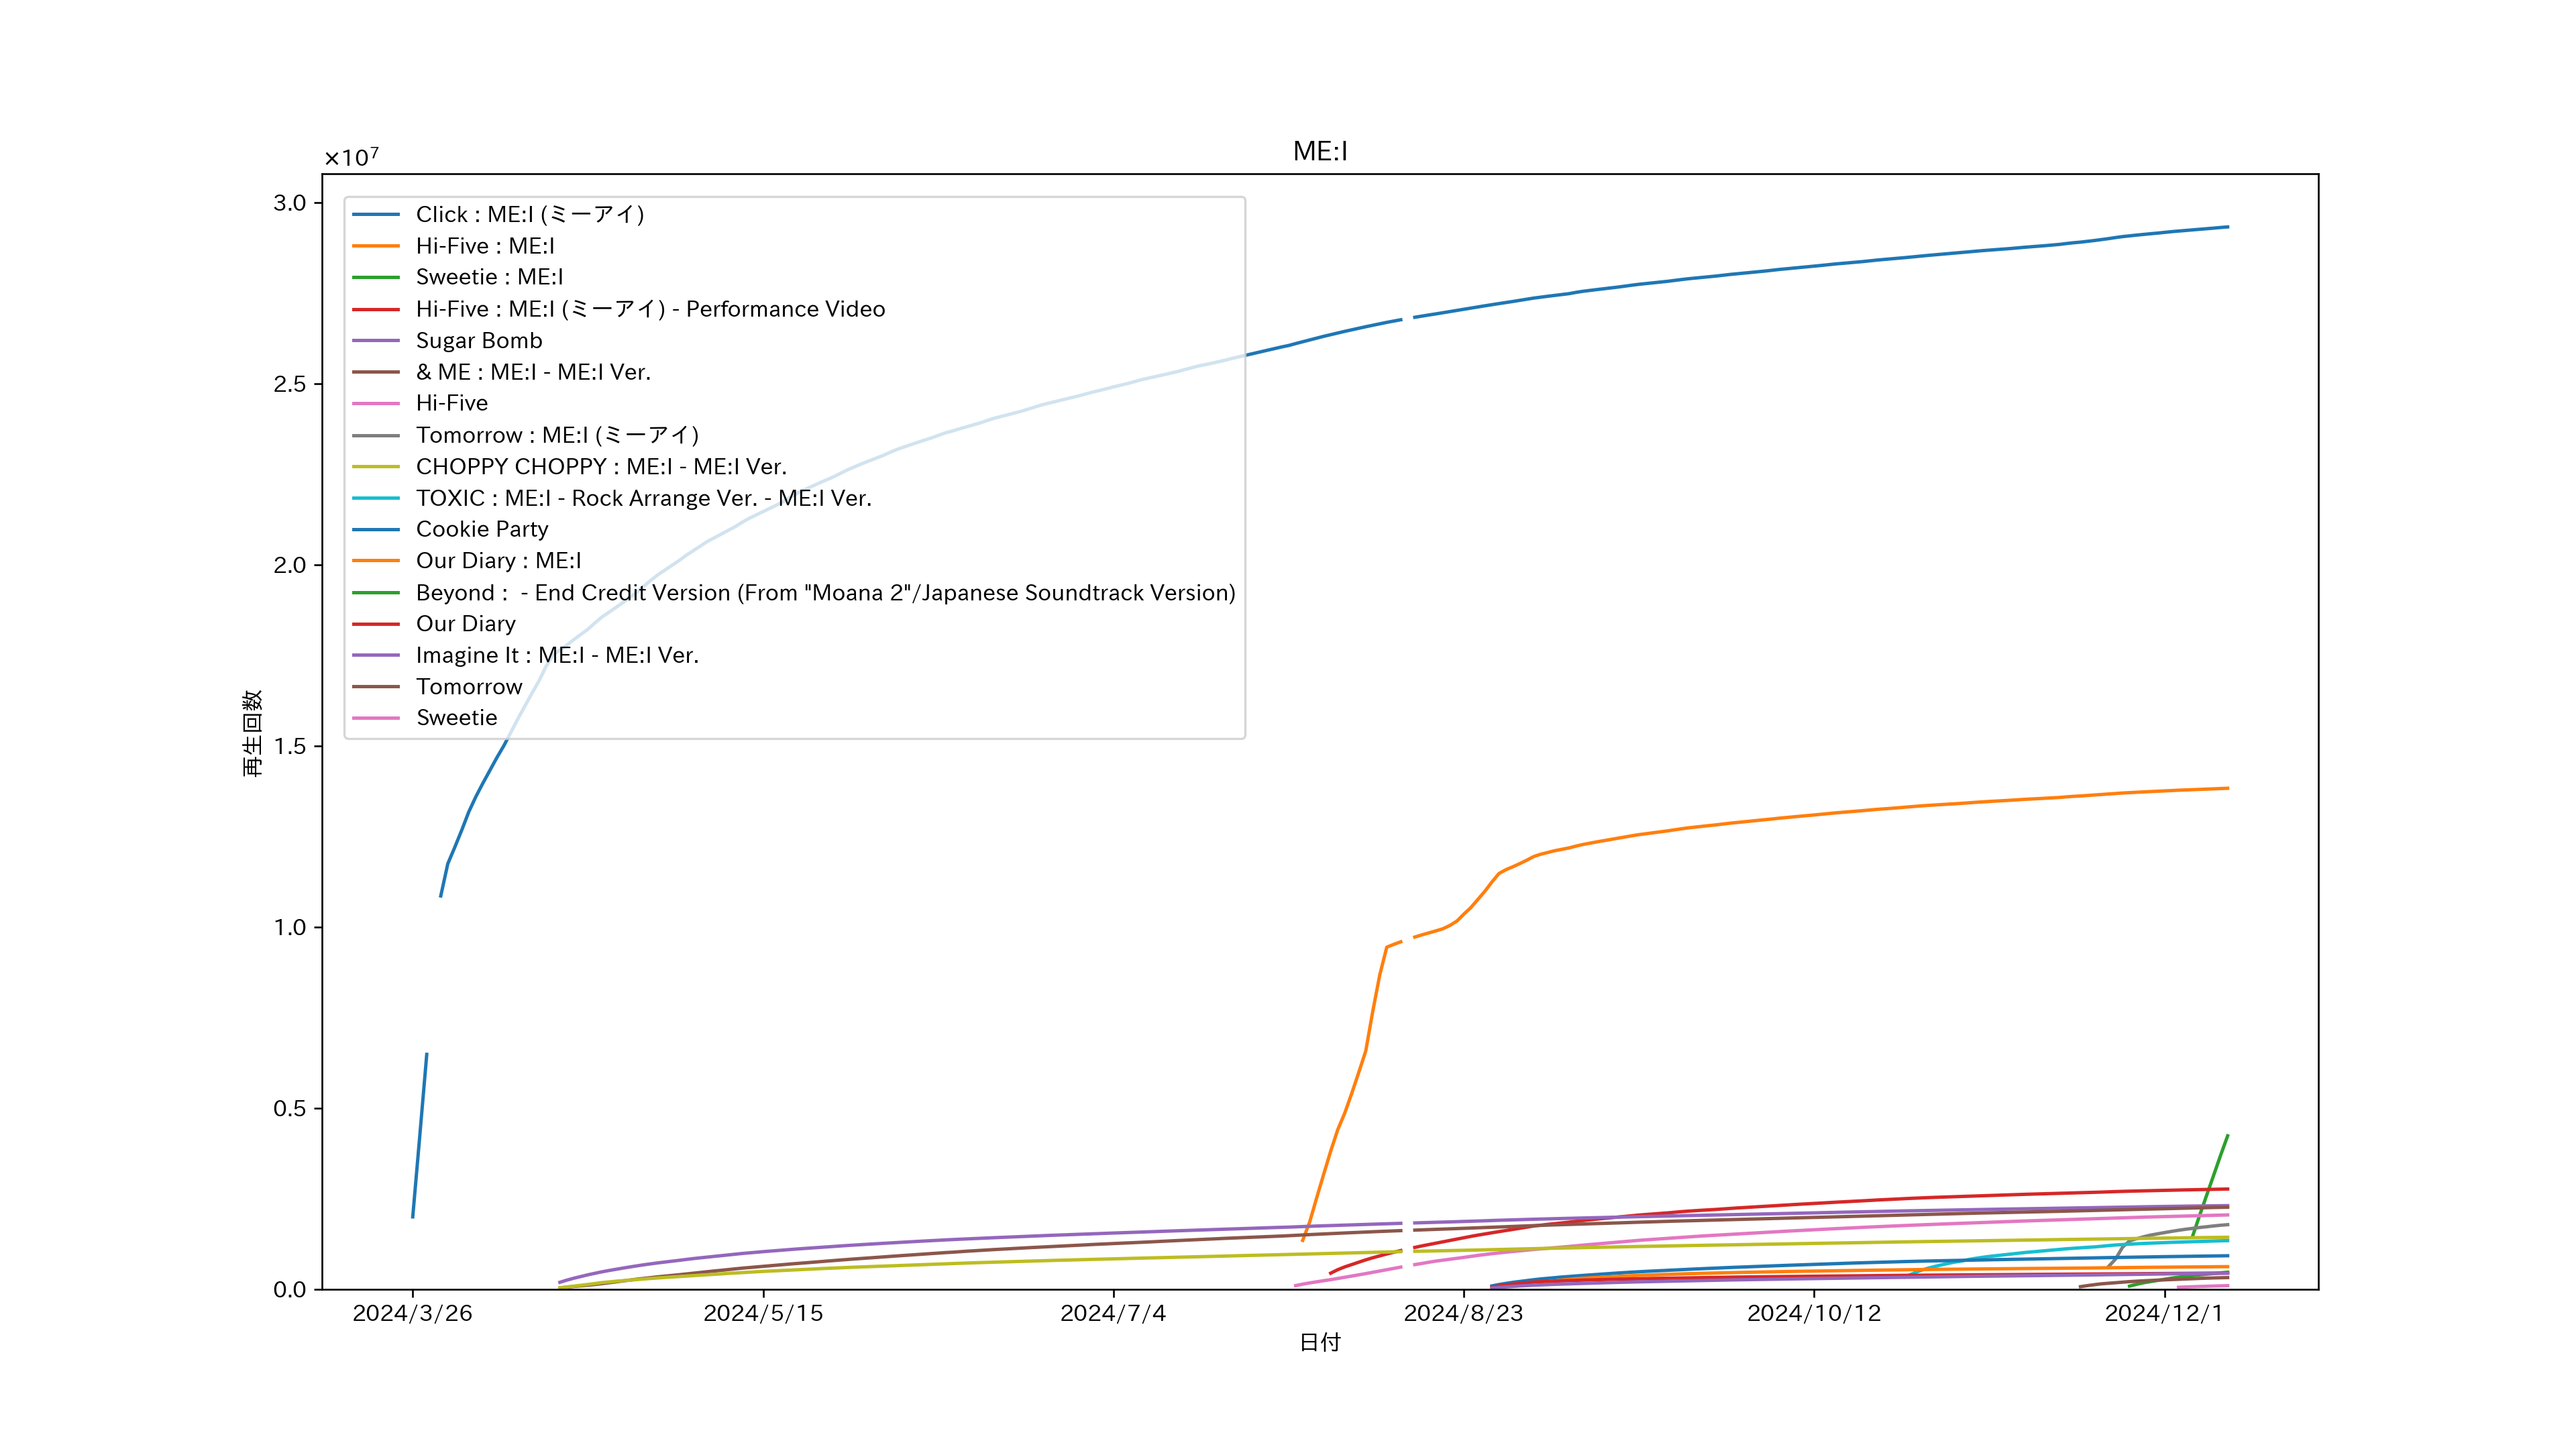 ME:I
×10⁷
3.0
2.5
2.0
1.5
1.0
0.5
0.0
再生回数
Click : ME:I (ミーアイ)
Hi-Five : ME:I
Sweetie : ME:I
Hi-Five : ME:I (ミーアイ) - Performance Video
Sugar Bomb
& ME : ME:I - ME:I Ver.
Hi-Five
Tomorrow : ME:I (ミーアイ)
CHOPPY CHOPPY : ME:I - ME:I Ver.
TOXIC : ME:I - Rock Arrange Ver. - ME:I Ver.
Cookie Party
Our Diary : ME:I
Beyond :  - End Credit Version (From "Moana 2"/Japanese Soundtrack Version)
Our Diary
Imagine It : ME:I - ME:I Ver.
Tomorrow
Sweetie
2024/3/26 2024/5/15 2024/7/4 2024/8/23 2024/10/12 2024/12/1
日付